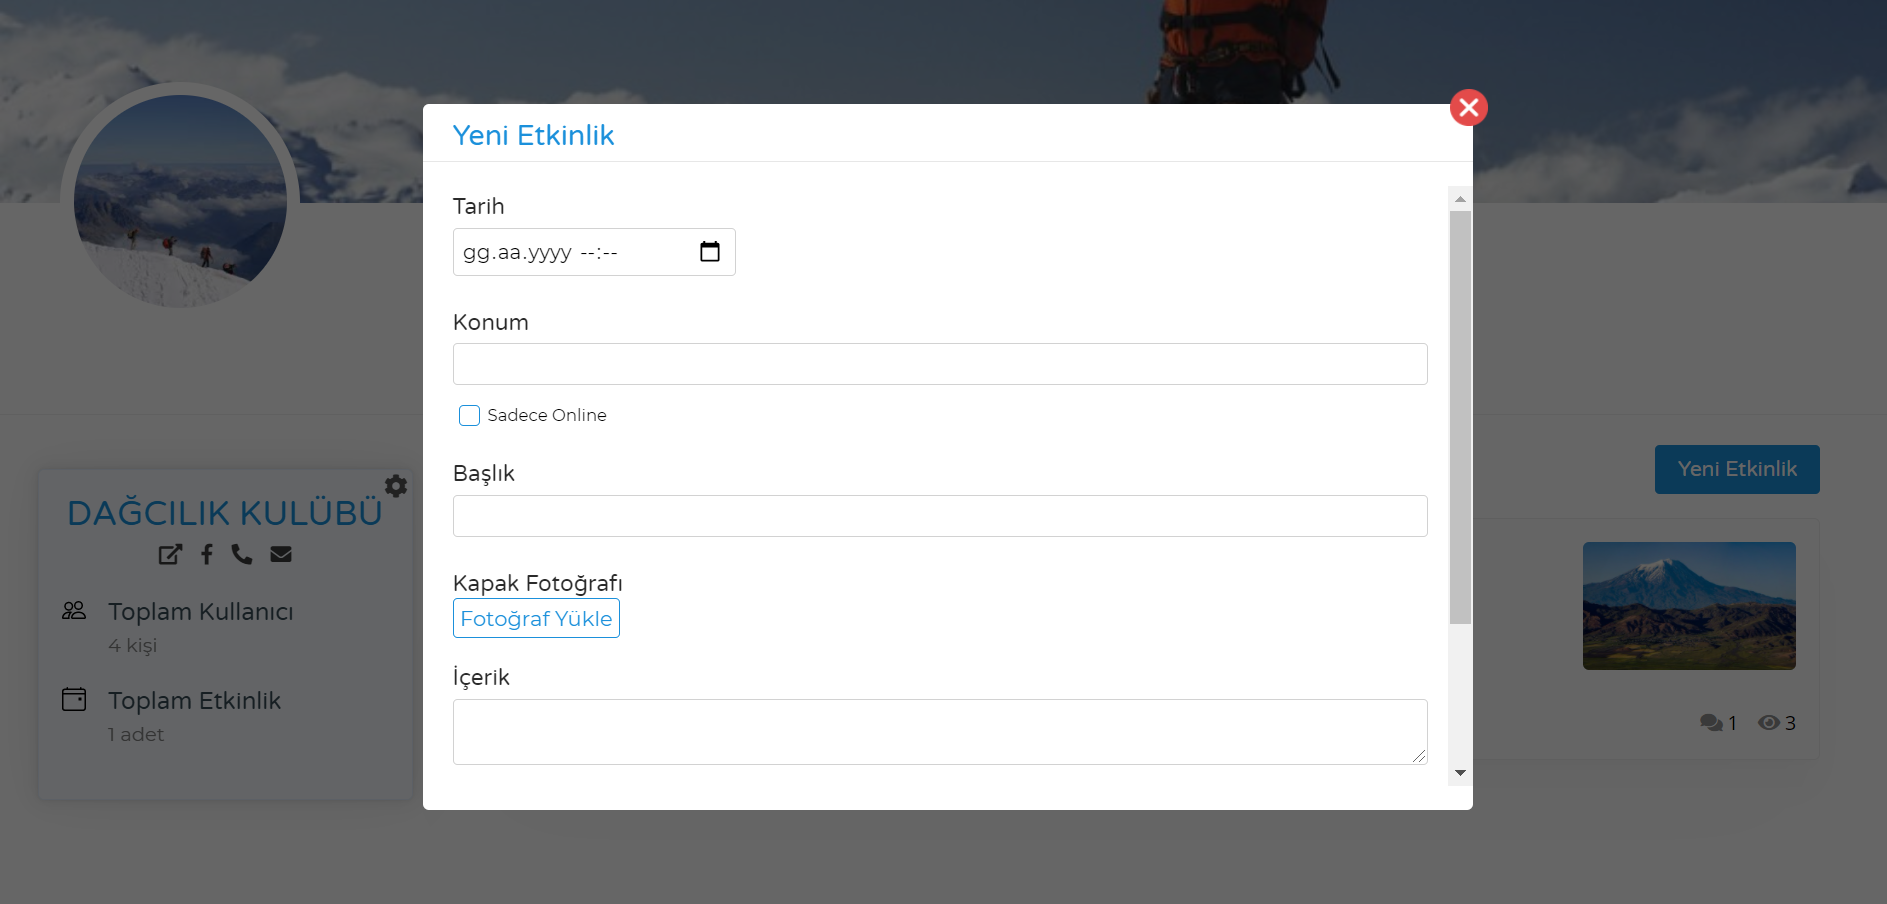 Yeni Etkinlik
Tarih
gg.aa.yyyy --:--
Konum
Sadece Online
Başlık
Kapak Fotoğrafı
Fotoğraf Yükle
İçerik
DAĞCILIK KULÜBÜ
Toplam Kullanıcı
4 kişi
Toplam Etkinlik
1 adet
Yeni Etkinlik
1 3